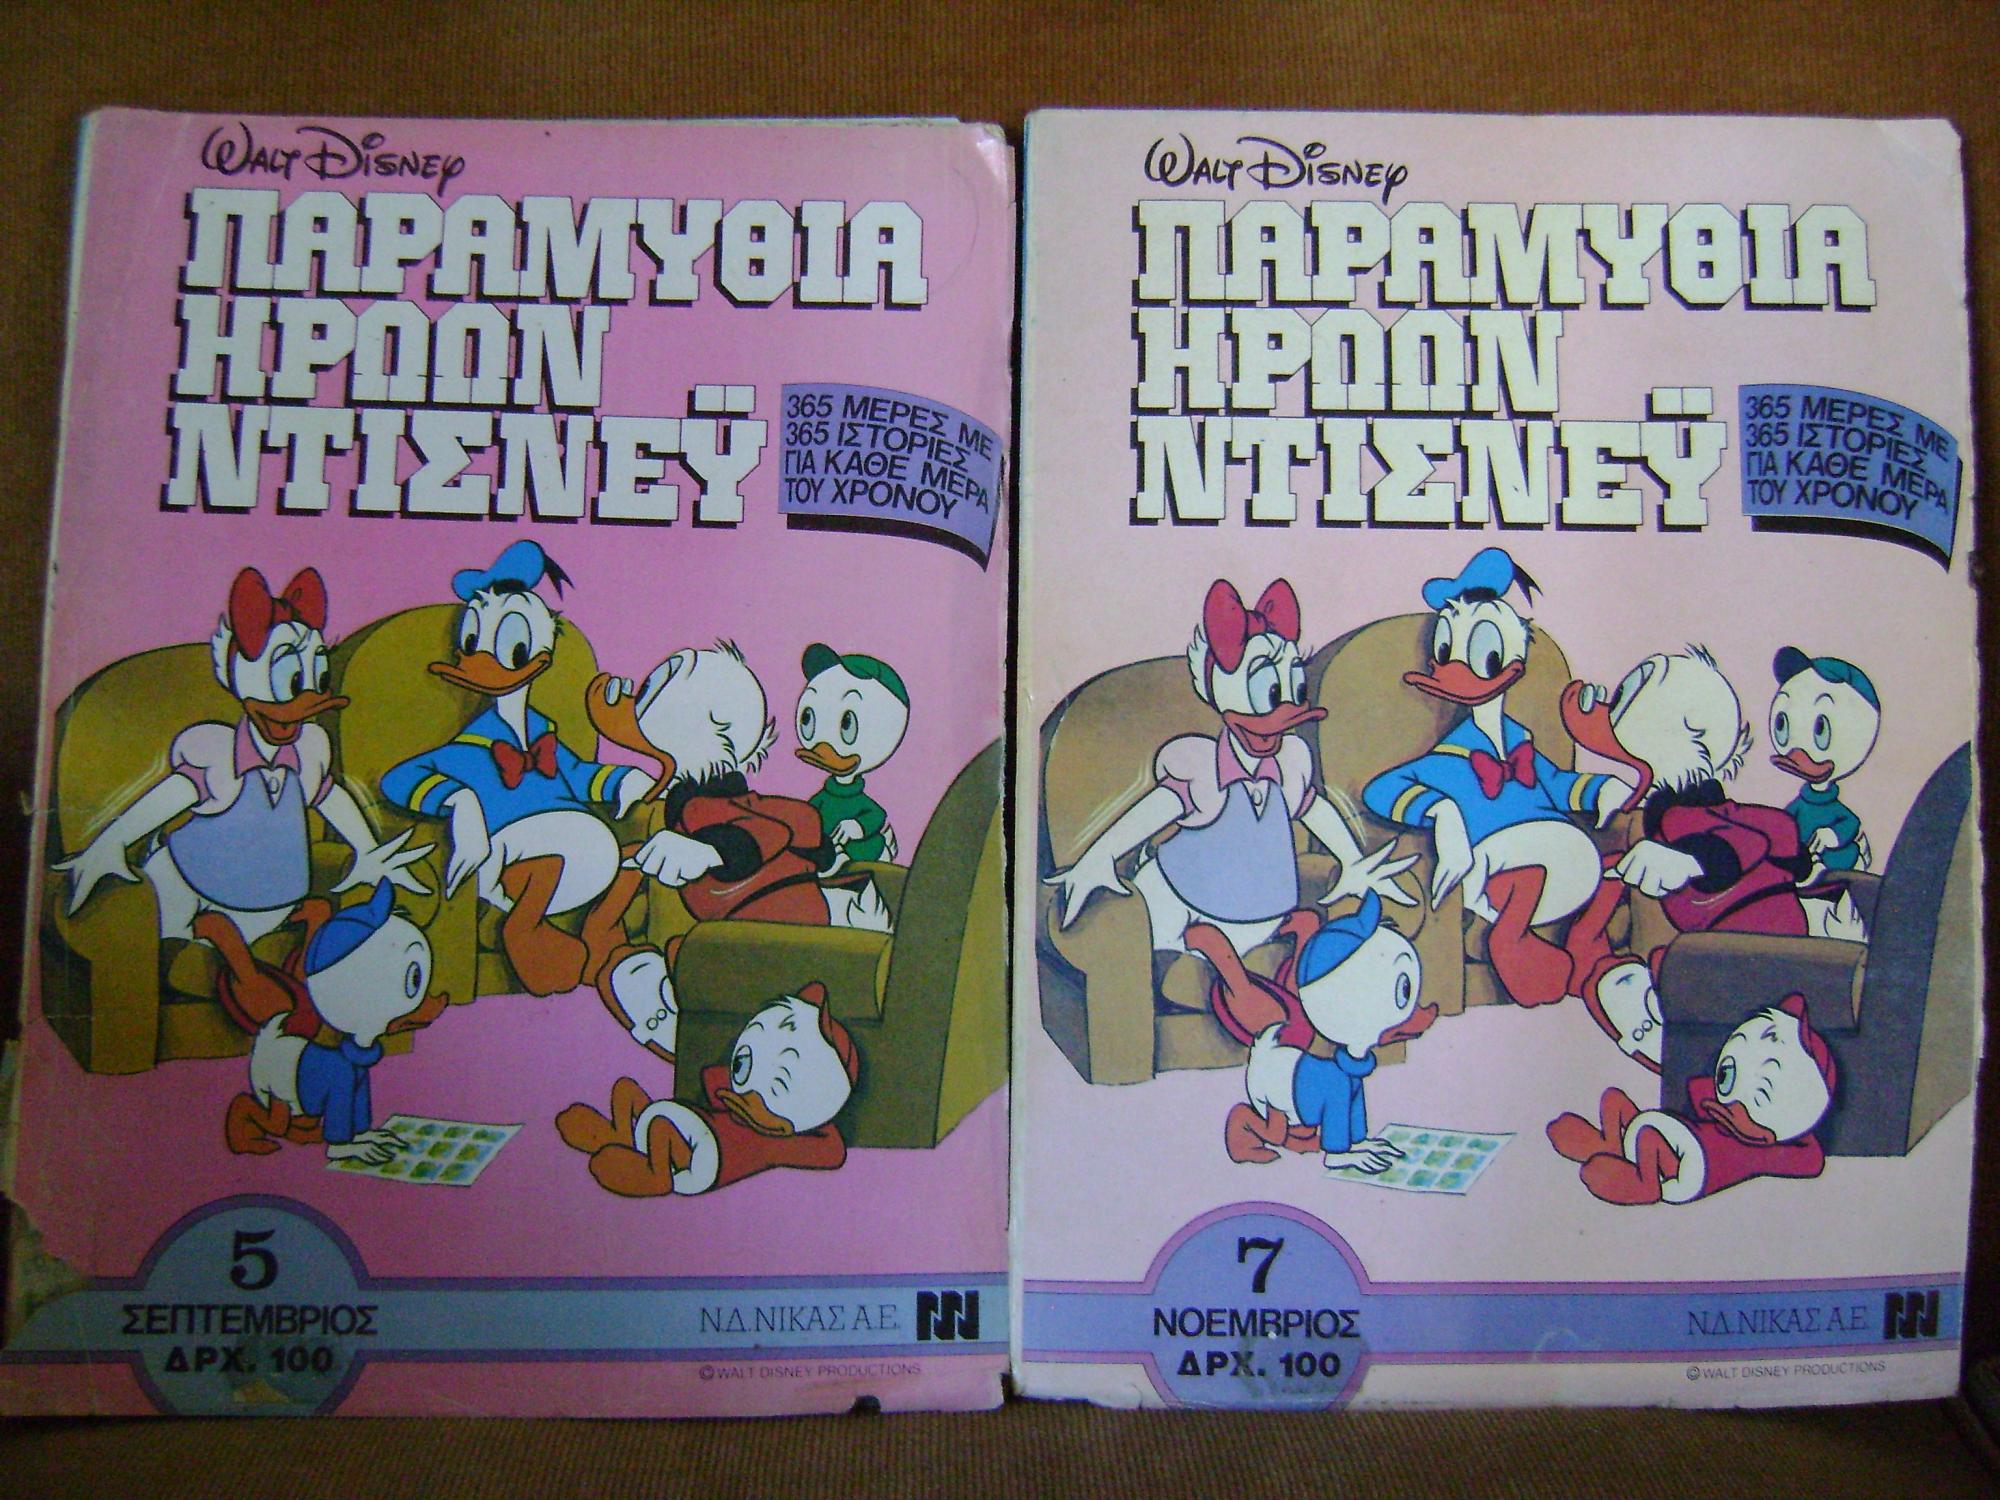 WALT DISNEY
ΠΑΡΑΜΥΘΙΑ
ΗΡΩΩΝ
ΝΤΙΣΝΕΫ
365 ΜΕΡΕΣ ΜΕ
365 ΙΣΤΟΡΙΕΣ
ΓΙΑ ΚΑΘΕ ΜΕΡΑ
ΤΟΥ ΧΡΟΝΟΥ
5
ΣΕΠΤΕΜΒΡΙΟΣ
ΔΡΧ. 100
Ν.Δ.ΝΙΚΑΣ Α.Ε.
©WALT DISNEY PRODUCTIONS
WALT DISNEY
ΠΑΡΑΜΥΘΙΑ
ΗΡΩΩΝ
ΝΤΙΣΝΕΫ
365 ΜΕΡΕΣ ΜΕ
365 ΙΣΤΟΡΙΕΣ
ΓΙΑ ΚΑΘΕ ΜΕΡΑ
ΤΟΥ ΧΡΟΝΟΥ
7
ΝΟΕΜΒΡΙΟΣ
ΔΡΧ. 100
Ν.Δ.ΝΙΚΑΣ Α.Ε.
©WALT DISNEY PRODUCTIONS